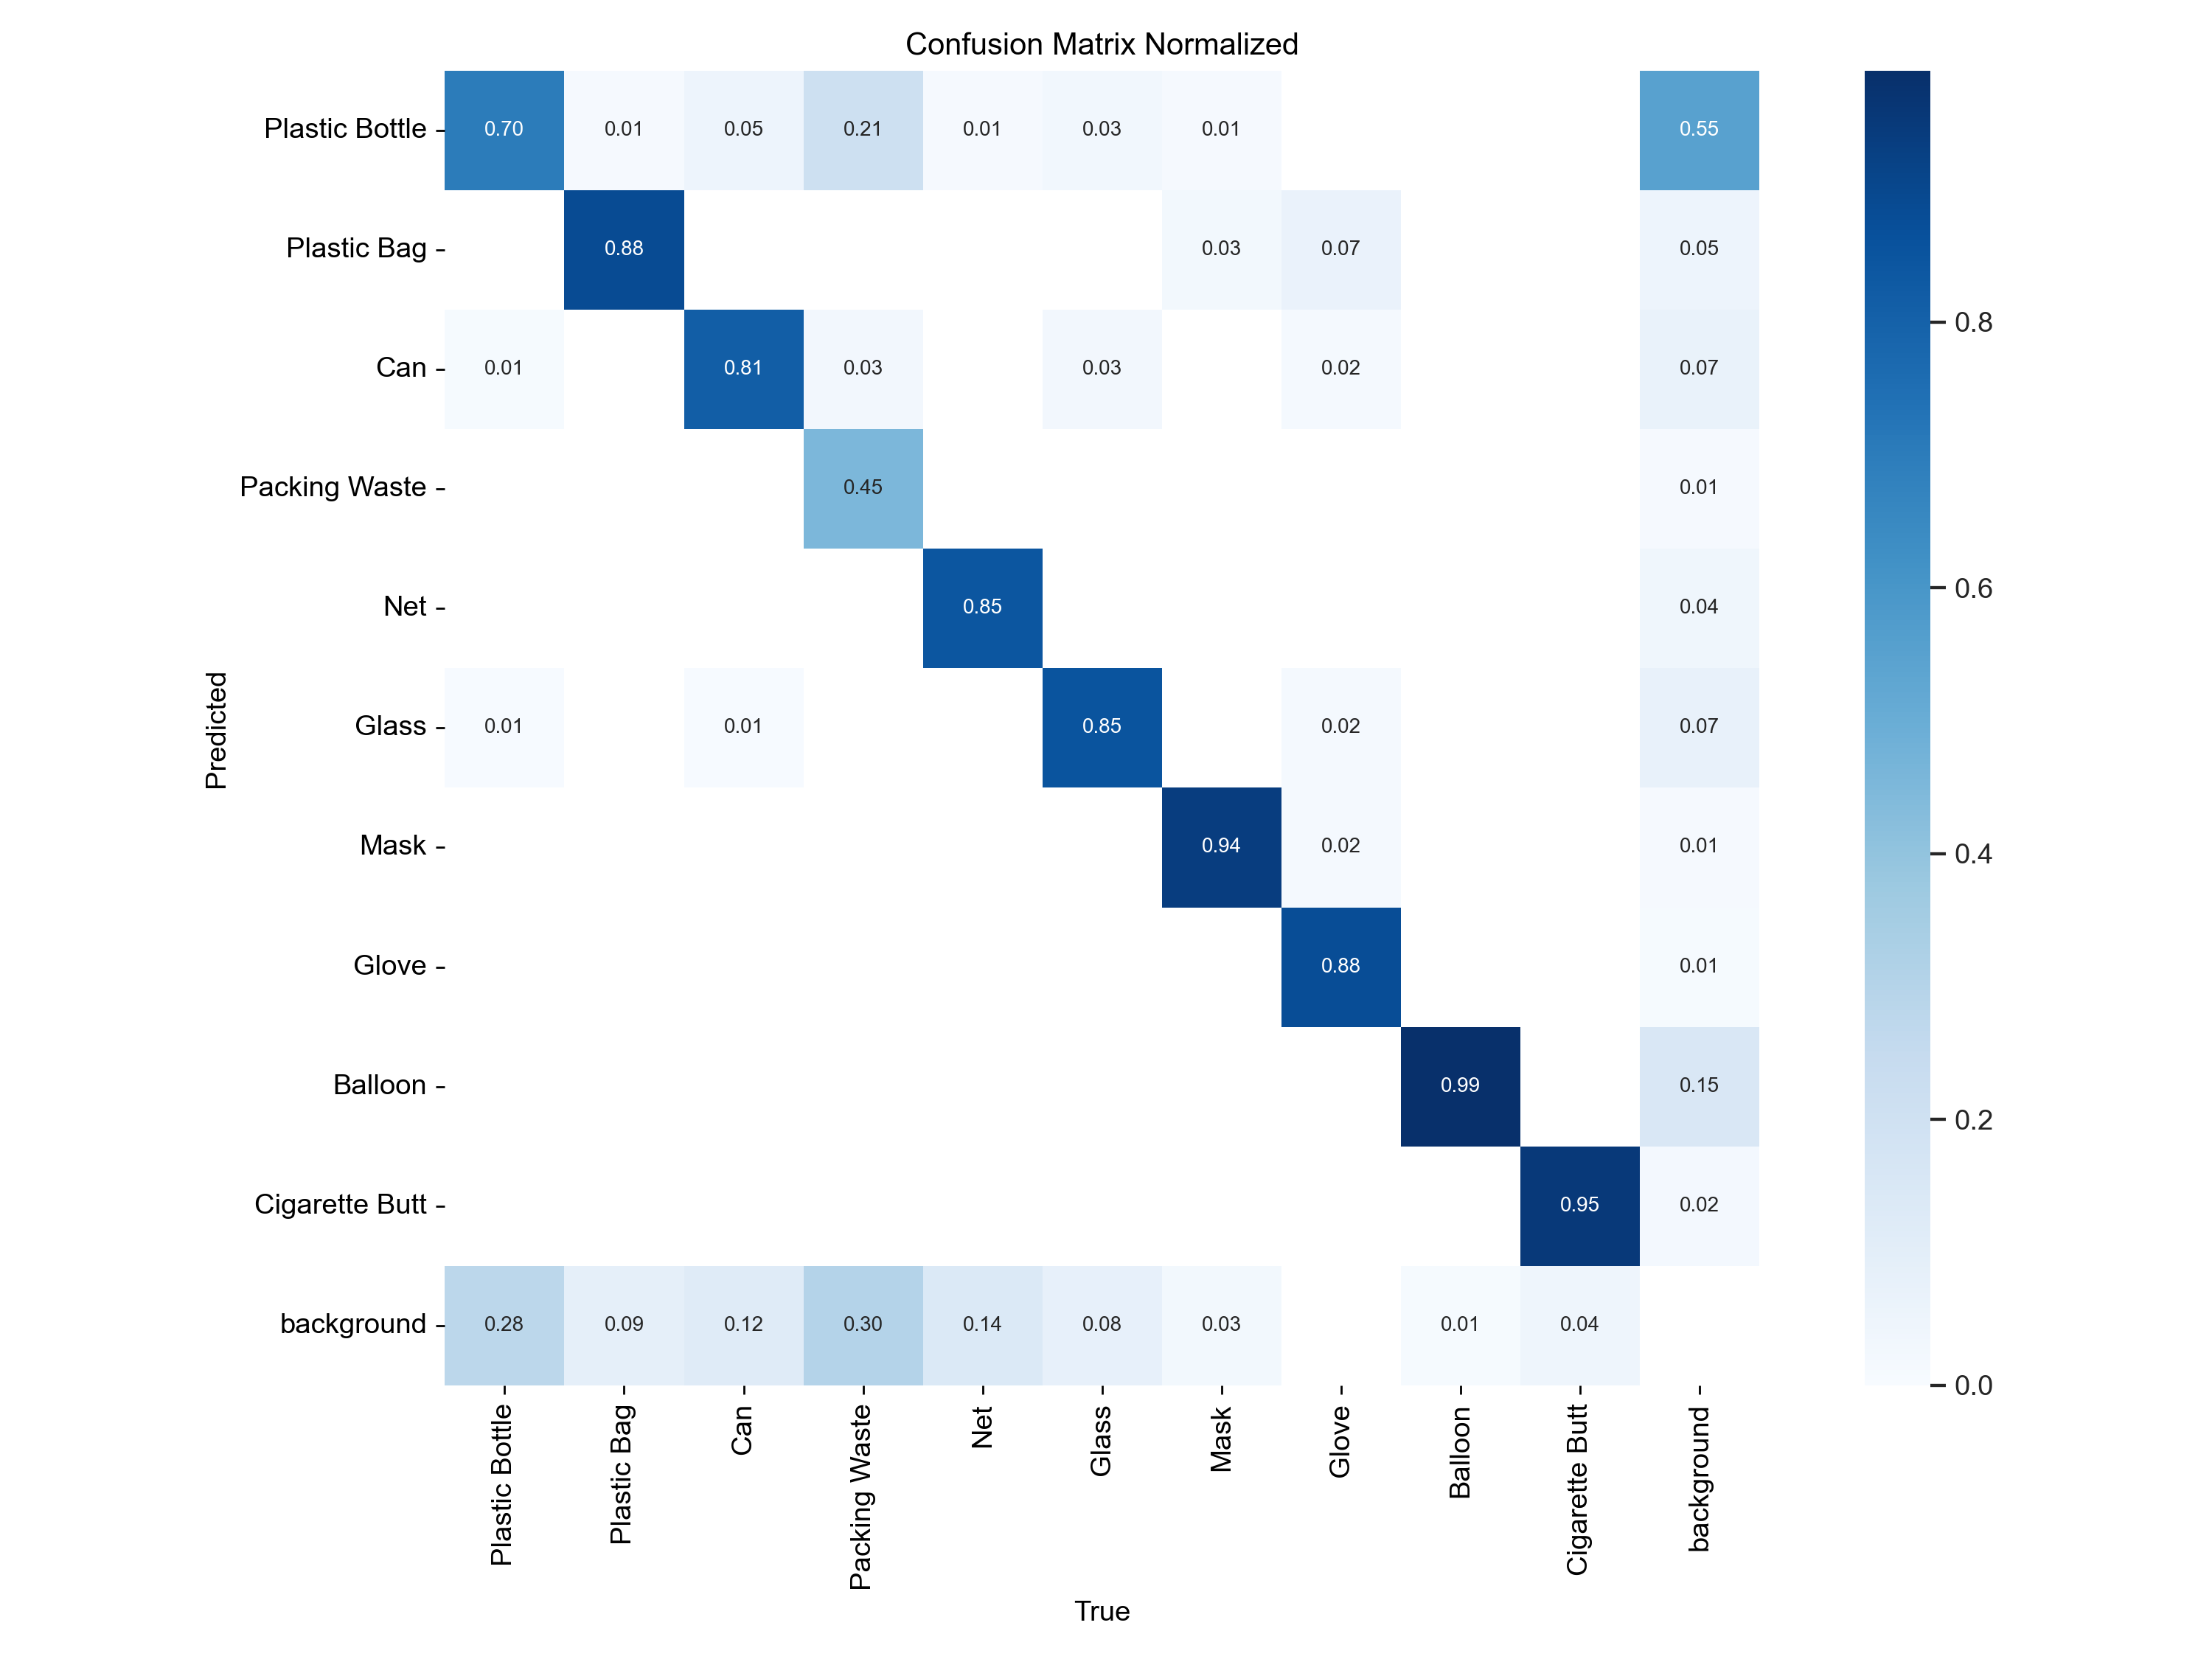 Confusion Matrix Normalized
Plastic Bottle 0.70 0.01 0.05 0.21 0.01 0.03 0.01 0.55
Plastic Bag 0.88 0.03 0.07 0.05
Can 0.01 0.81 0.03 0.03 0.02 0.07
0.8
Packing Waste 0.45 0.01
Net 0.85 0.04
0.6
Predicted
Glass 0.01 0.01 0.85 0.02 0.07
Mask 0.94 0.02 0.01
0.4
Glove 0.88 0.01
Balloon 0.99 0.15
0.2
Cigarette Butt 0.95 0.02
background 0.28 0.09 0.12 0.30 0.14 0.08 0.03 0.01 0.04
0.0
Plastic Bottle
Plastic Bag
Can
Packing Waste
Net
Glass
Mask
Glove
Balloon
Cigarette Butt
background
True